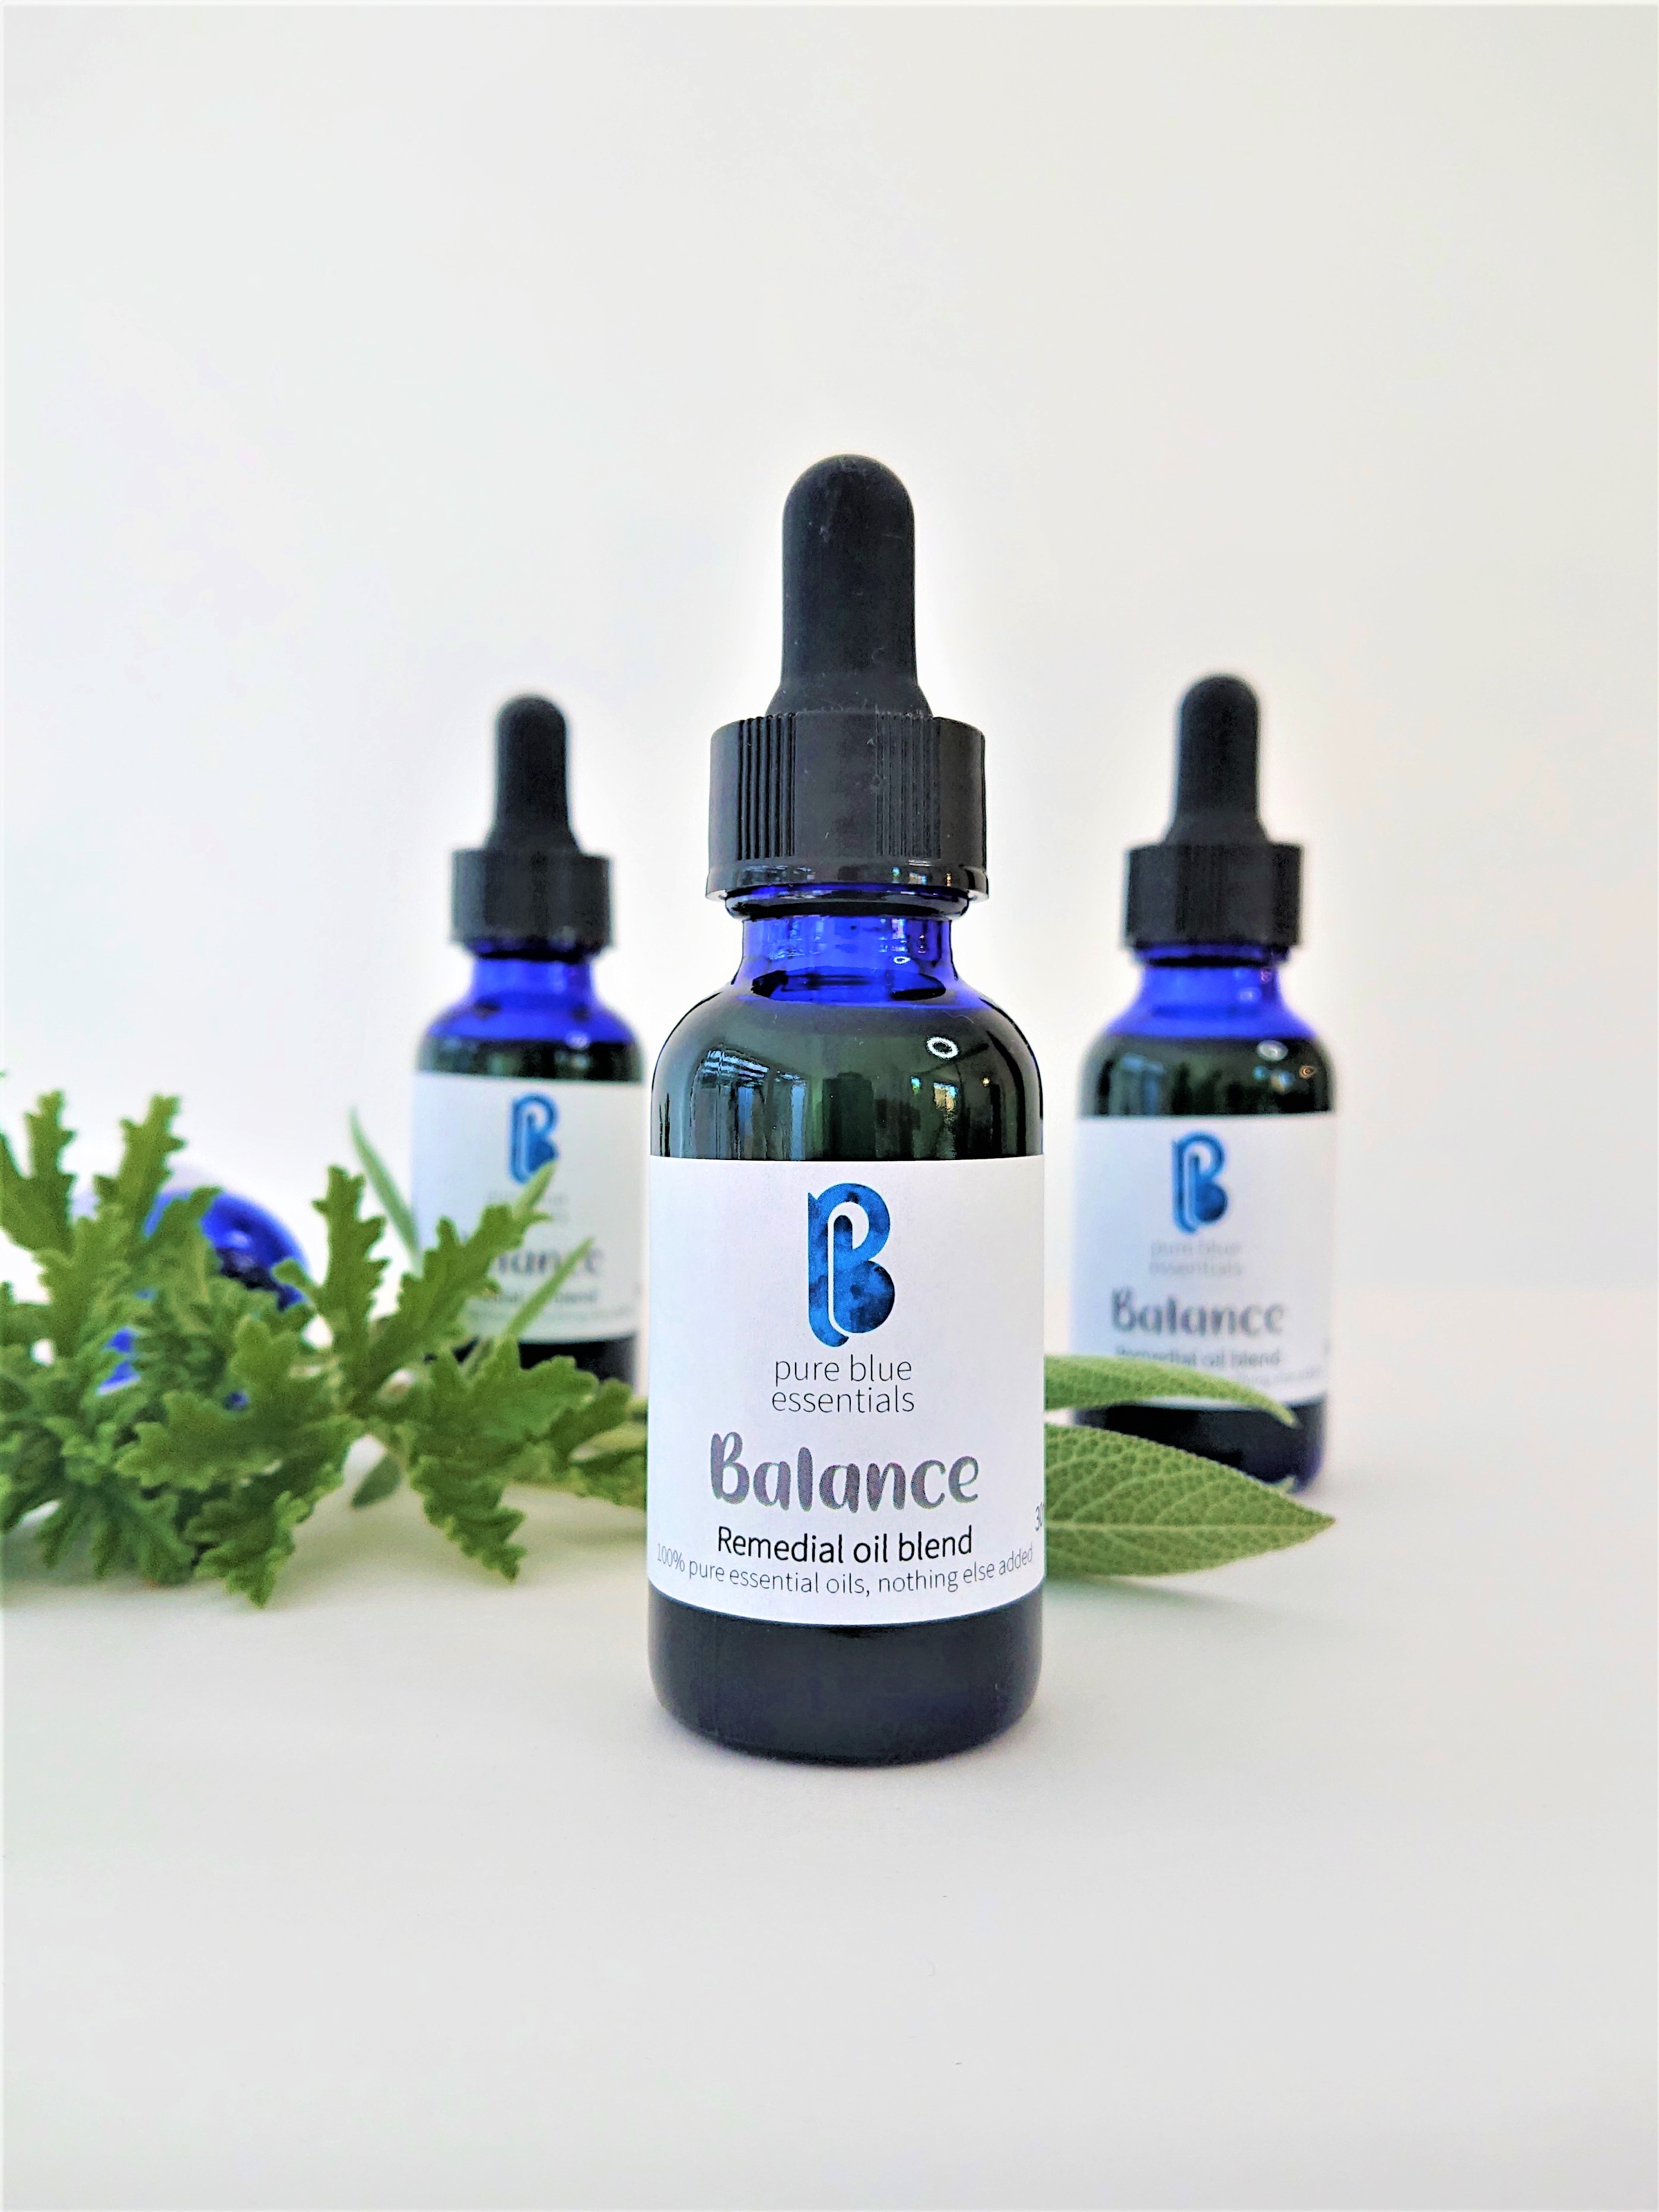 pure blue
essentials
Balance
Remedial oil blend
100% pure essential oils, nothing else added
pure blue
essentials
Balance
Remedial oil blend